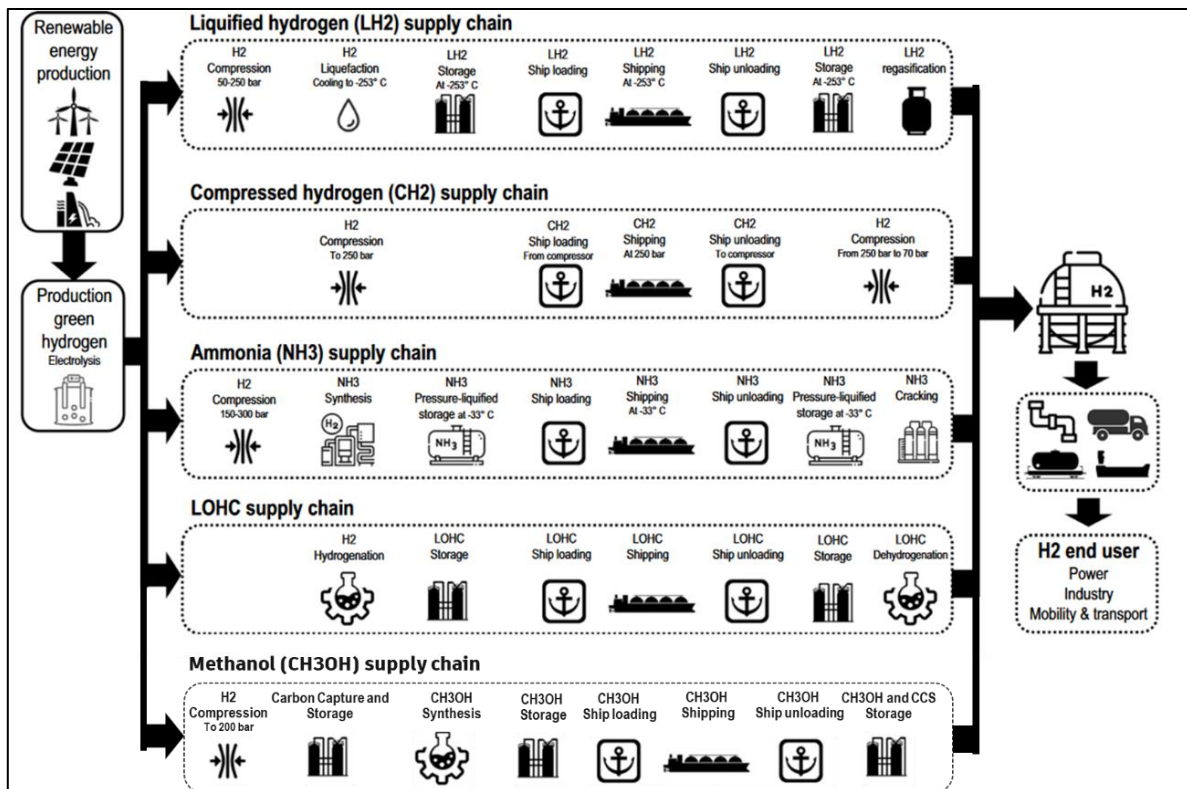 Renewable
energy
production
Production
green
hydrogen
Electrolysis
Liquified hydrogen (LH2) supply chain
H2
Compression
50-250 bar
H2
Liquefaction
Cooling to -253° C
LH2
Storage
At -253° C
LH2
Ship loading
LH2
Shipping
At -253° C
LH2
Ship unloading
LH2
Storage
At -253° C
LH2
regasification
Compressed hydrogen (CH2) supply chain
H2
Compression
To 250 bar
CH2
Ship loading
From compressor
CH2
Shipping
At 250 bar
CH2
Ship unloading
To compressor
H2
Compression
From 250 bar to 70 bar
Ammonia (NH3) supply chain
H2
Compression
150-300 bar
NH3
Synthesis
H2
NH3
Pressure-liquified
storage at -33° C
NH3
NH3
Ship loading
NH3
Shipping
At -33° C
NH3
Ship unloading
NH3
Pressure-liquified
storage at -33° C
NH3
NH3
Cracking
LOHC supply chain
H2
Hydrogenation
LOHC
Storage
LOHC
Ship loading
LOHC
Shipping
LOHC
Ship unloading
LOHC
Storage
LOHC
Dehydrogenation
Methanol (CH3OH) supply chain
H2
Compression
To 200 bar
Carbon Capture and
Storage
CH3OH
Synthesis
CH3OH
Storage
CH3OH
Ship loading
CH3OH
Shipping
CH3OH
Ship unloading
CH3OH and CCS
Storage
H2
H2 end user
Power
Industry
Mobility & transport